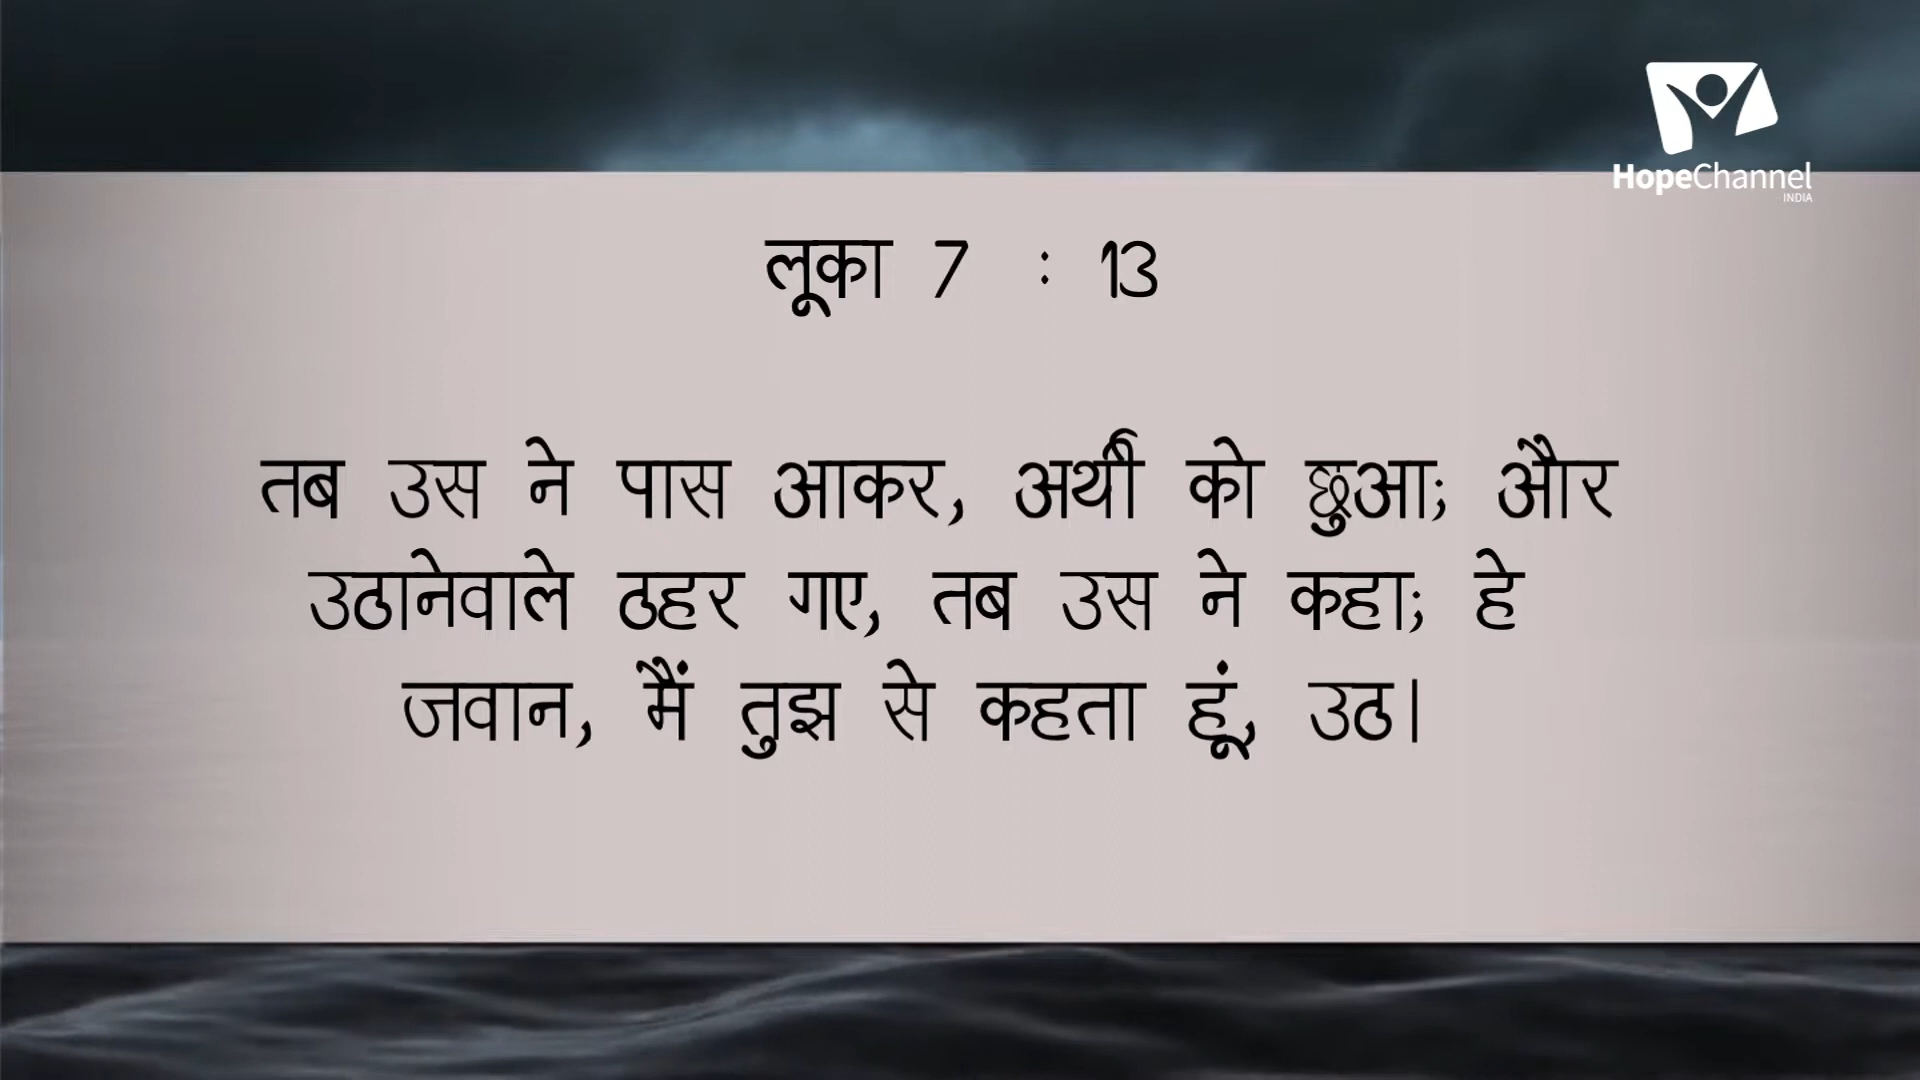 HopeChannel
INDIA
लूका 7 : 13
तब उस ने पास आकर, अर्थी को छुआ; और
उठानेवाले ठहर गए, तब उस ने कहा; हे
जवान, मैं तुझ से कहता हूं, उठ।